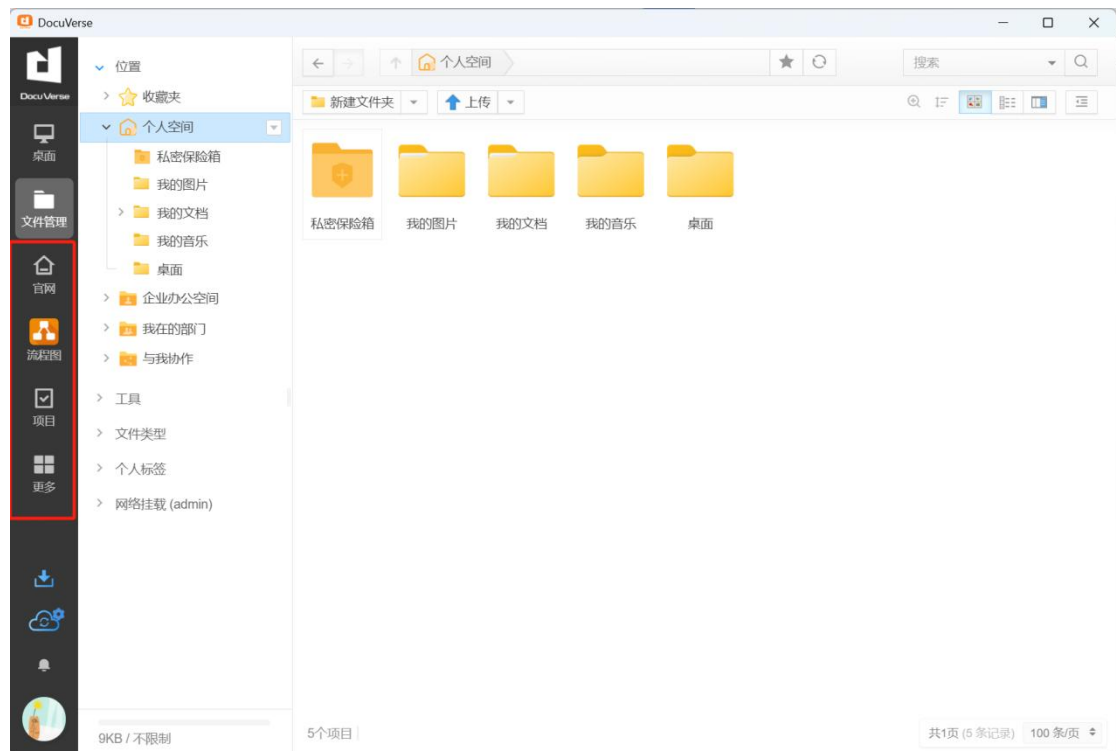 DocuVerse
DocuVerse
桌面
文件管理
官网
流程图
项目
更多
位置
收藏夹
个人空间
私密保险箱
我的图片
我的文档
我的音乐
桌面
企业办公空间
我在的部门
与我协作
工具
文件类型
个人标签
网络挂载 (admin)
9KB / 不限制
个人空间
搜索
新建文件夹
上传
私密保险箱
我的图片
我的文档
我的音乐
桌面
5个项目
共1页 (5 条记录)
100 条/页